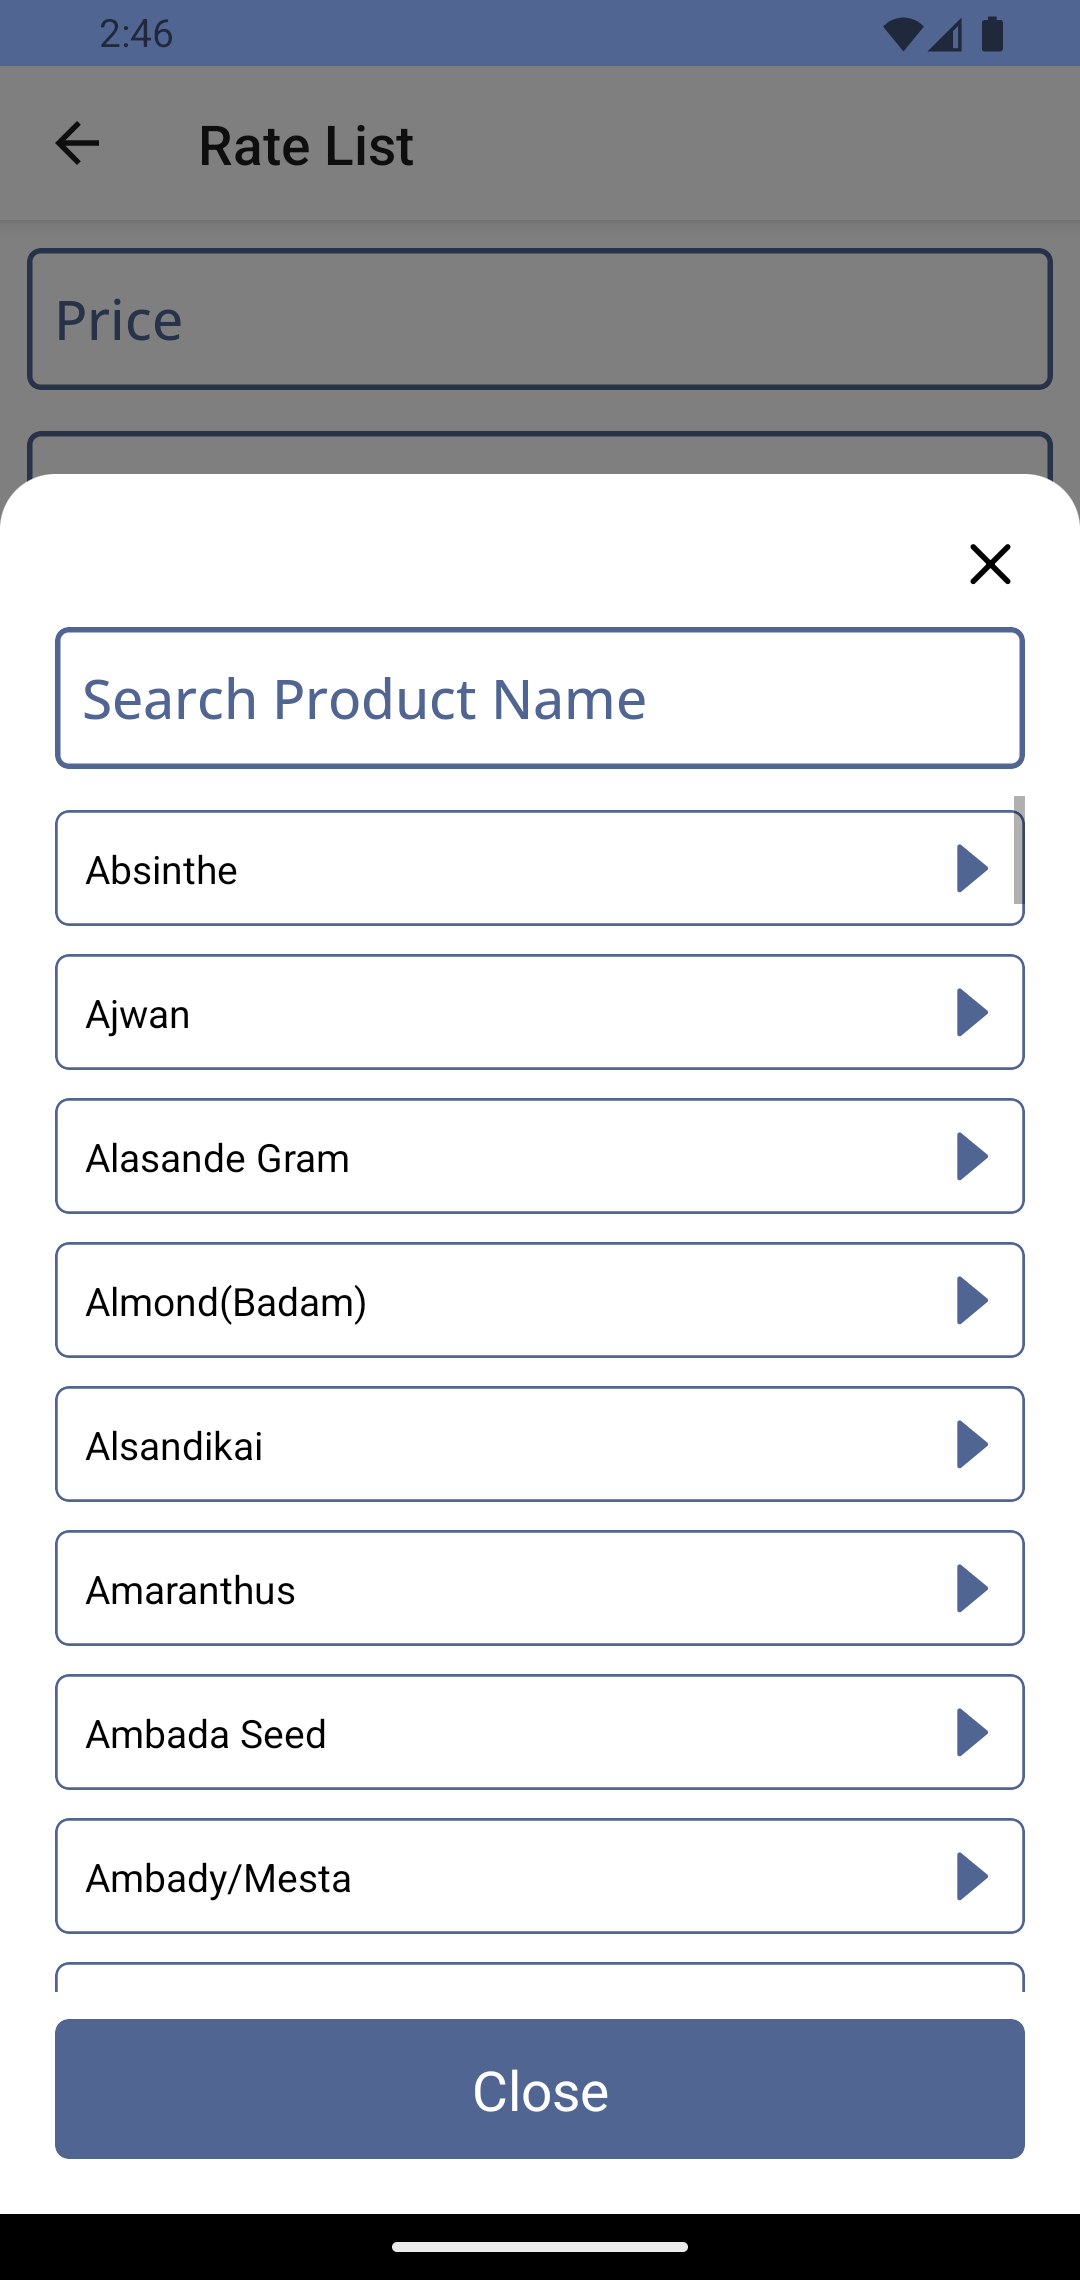 2:46
Rate List
Price
Search Product Name
Absinthe
Ajwan
Alasande Gram
Almond(Badam)
Alsandikai
Amaranthus
Ambada Seed
Ambady/Mesta
Close